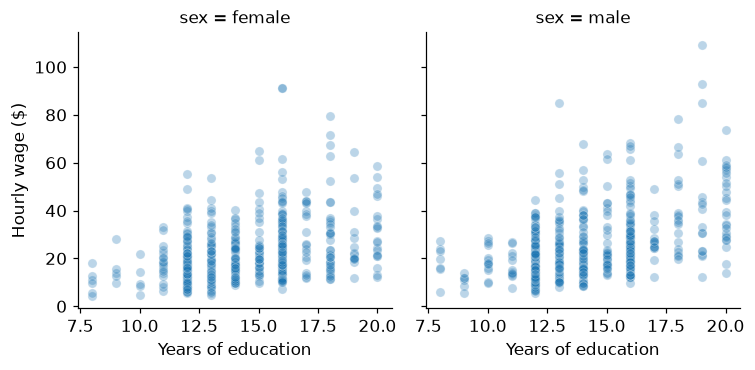 sex = female
sex = male
100
80
60
40
20
0
Hourly wage ($)
7.5 10.0 12.5 15.0 17.5 20.0
7.5 10.0 12.5 15.0 17.5 20.0
Years of education
Years of education